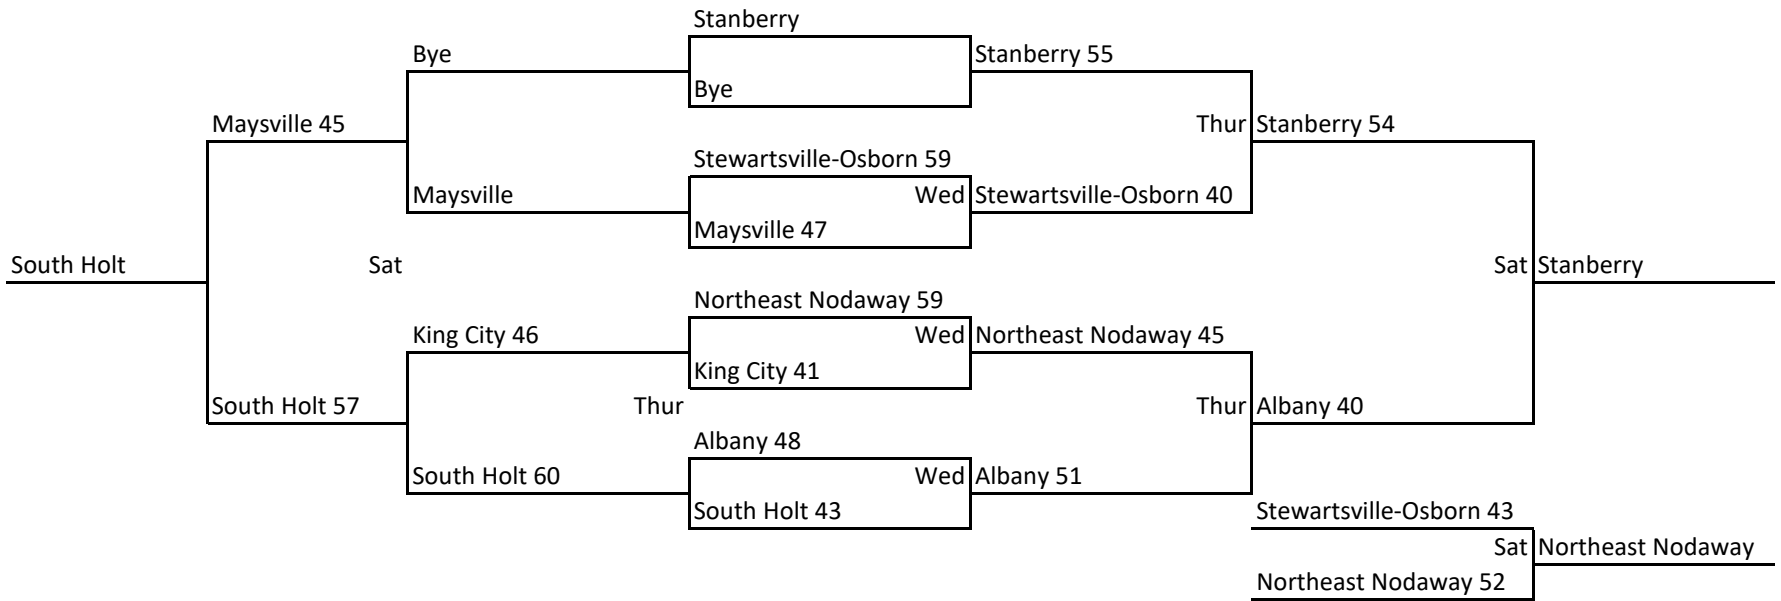 Stanberry
Bye
Stanberry 55
Bye
Maysville 45
Thur
Stanberry 54
Stewartsville-Osborn 59
Maysville
Wed
Stewartsville-Osborn 40
Maysville 47
South Holt
Sat
Sat
Stanberry
Northeast Nodaway 59
King City 46
Wed
Northeast Nodaway 45
King City 41
South Holt 57
Thur
Thur
Albany 40
Albany 48
South Holt 60
Wed
Albany 51
South Holt 43
Stewartsville-Osborn 43
Sat
Northeast Nodaway
Northeast Nodaway 52